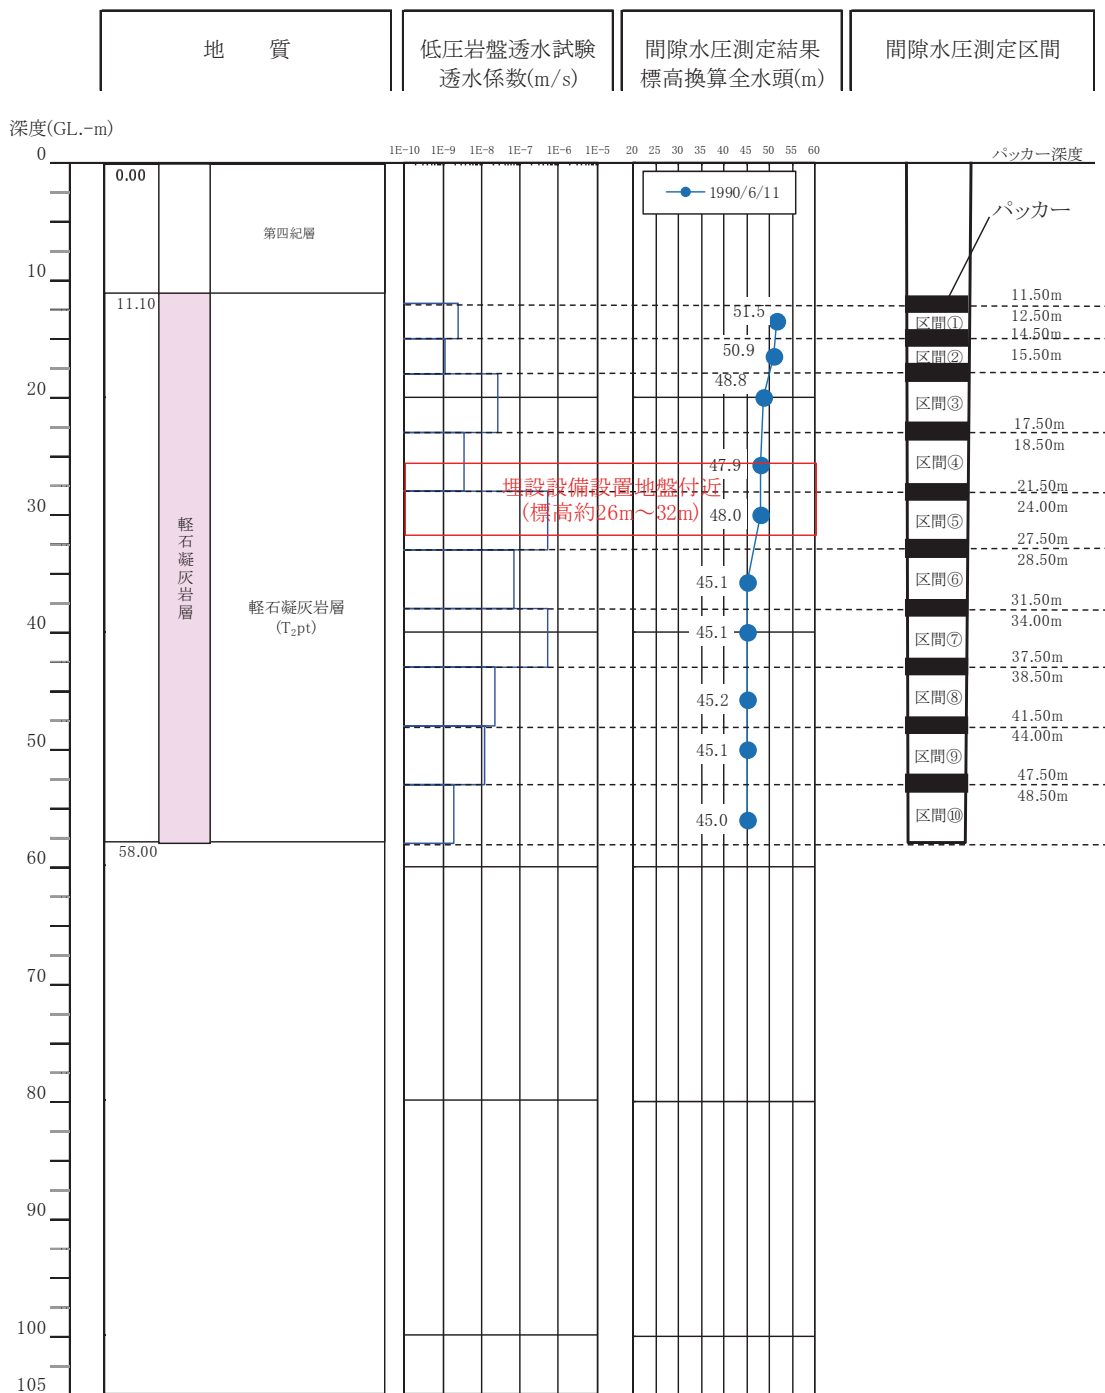 地 質
低圧岩盤透水試験
透水係数(m/s)
間隙水圧測定結果
標高換算全水頭(m)
間隙水圧測定区間
深度(GL.-m)
1E-10 1E-9 1E-8 1E-7 1E-6 1E-5
20 25 30 35 40 45 50 55 60
パッカー深度
0
0.00
1990/6/11
パッカー
第四紀層
10
11.10
51.5
11.50m
12.50m
区間①
14.50m
50.9
区間②
15.50m
20
48.8
区間③
17.50m
18.50m
47.9
区間④
埋設設備設置地盤付近
(標高約26m～32m)
21.50m
30
48.0
24.00m
区間⑤
軽石凝灰岩層
27.50m
28.50m
45.1
区間⑥
軽石凝灰岩層
(T₂pt)
31.50m
34.00m
40
45.1
区間⑦
37.50m
38.50m
45.2
区間⑧
41.50m
44.00m
50
45.1
区間⑨
47.50m
48.50m
45.0
区間⑩
58.00
60
70
80
90
100
105